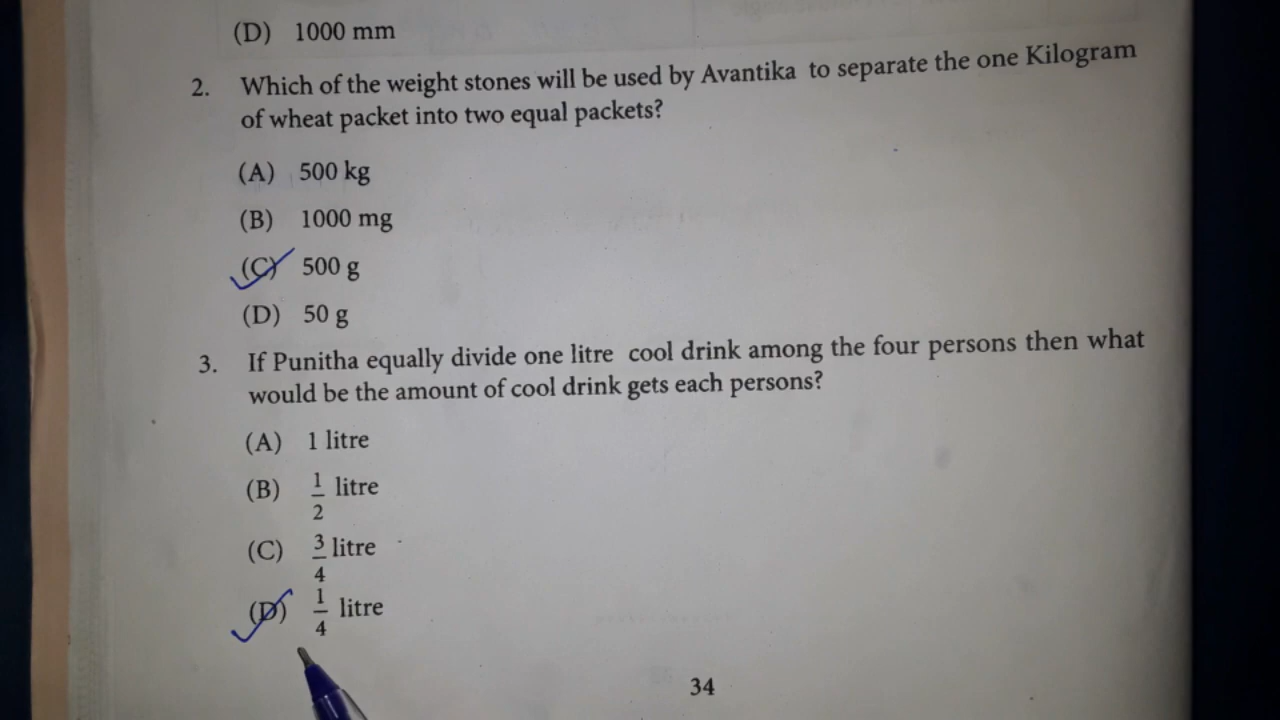 (D) 1000 mm
2. Which of the weight stones will be used by Avantika to separate the one Kilogram
of wheat packet into two equal packets?
(A) 500 kg
(B) 1000 mg
(C) 500 g
(D) 50 g
3. If Punitha equally divide one litre cool drink among the four persons then what
would be the amount of cool drink gets each persons?
(A) 1 litre
(B) 1/2 litre
(C) 3/4 litre
(D) 1/4 litre
34